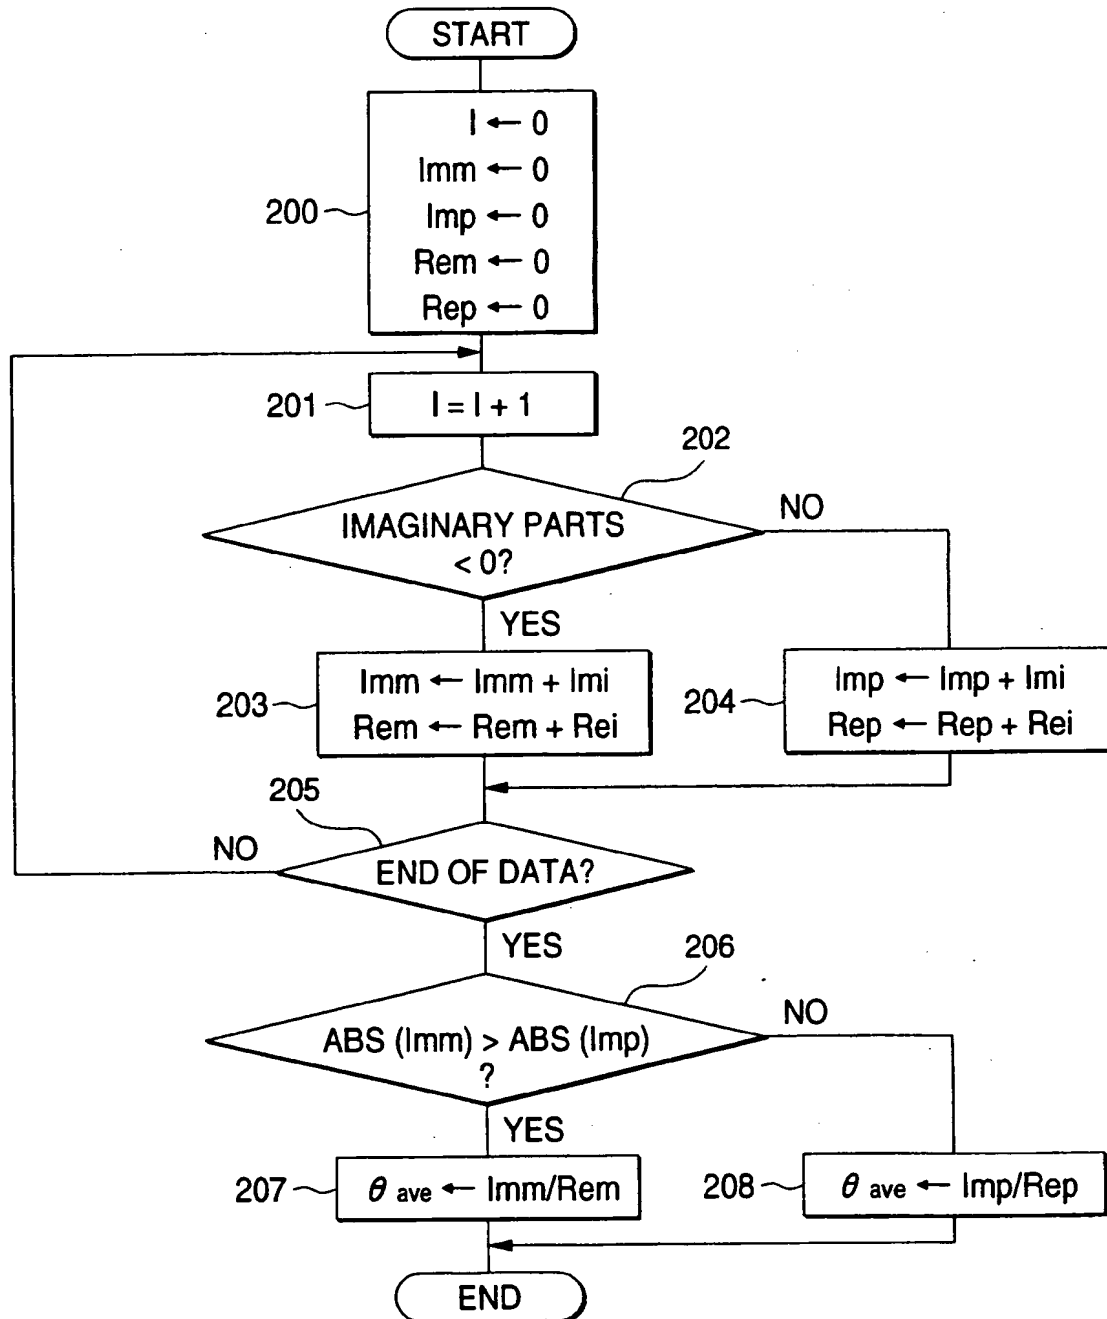 START
I ← 0
Imm ← 0
200
Imp ← 0
Rem ← 0
Rep ← 0
201
I = I + 1
202
IMAGINARY PARTS
< 0?
NO
YES
203
Imm ← Imm + Imi
Rem ← Rem + Rei
204
Imp ← Imp + Imi
Rep ← Rep + Rei
205
NO
END OF DATA?
YES
206
ABS (Imm) > ABS (Imp)
?
NO
YES
207
θ ave ← Imm/Rem
208
θ ave ← Imp/Rep
END